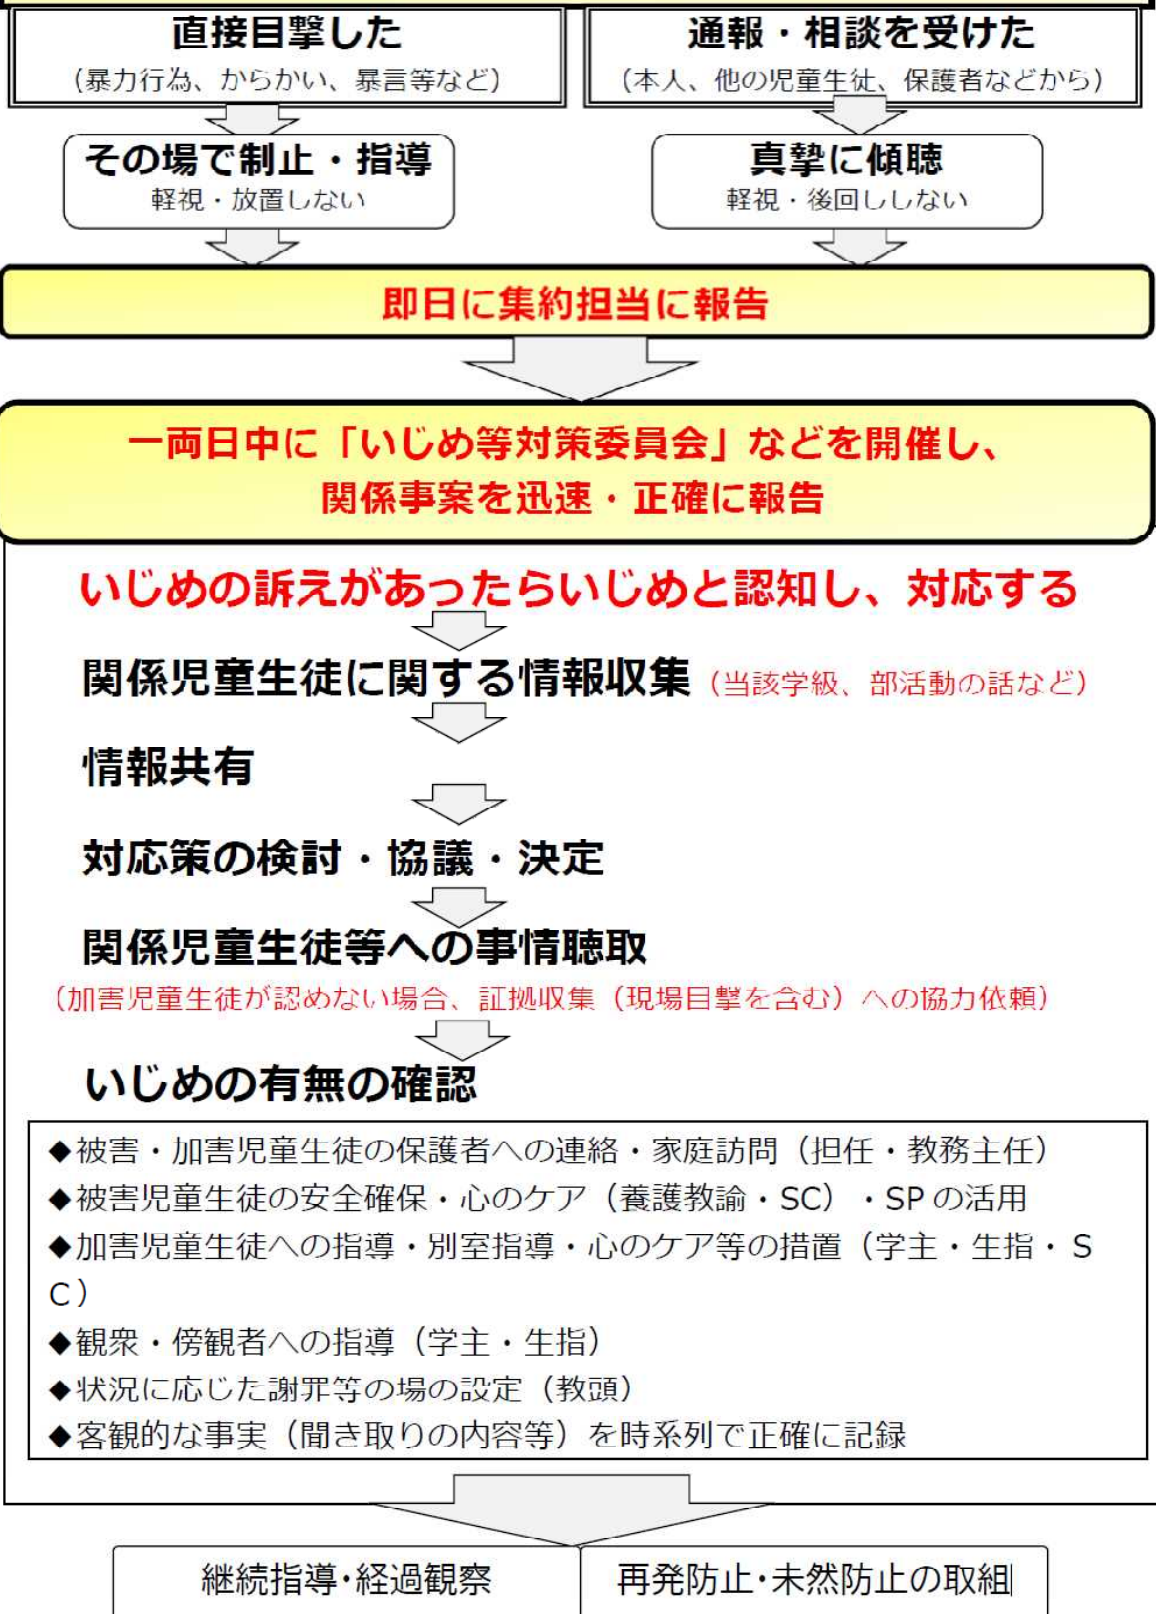 直接目撃した
(暴力行為、からかい、暴言等など)
通報・相談を受けた
(本人、他の児童生徒、保護者などから)
その場で制止・指導
軽視・放置しない
真摯に傾聴
軽視・後回ししない
即日に集約担当に報告
一両日中に「いじめ等対策委員会」などを開催し、
関係事案を迅速・正確に報告
いじめの訴えがあったらいじめと認知し、対応する
関係児童生徒に関する情報収集(当該学級、部活動の話など)
情報共有
対応策の検討・協議・決定
関係児童生徒等への事情聴取
(加害児童生徒が認めない場合、証拠収集(現場目撃を含む)への協力依頼)
いじめの有無の確認
◆被害・加害児童生徒の保護者への連絡・家庭訪問(担任・教務主任)
◆被害児童生徒の安全確保・心のケア(養護教諭・SC)・SPの活用
◆加害児童生徒への指導・別室指導・心のケア等の措置(学主・生指・S
C)
◆観衆・傍観者への指導(学主・生指)
◆状況に応じた謝罪等の場の設定(教頭)
◆客観的な事実(聞き取りの内容等)を時系列で正確に記録
継続指導・経過観察
再発防止・未然防止の取組